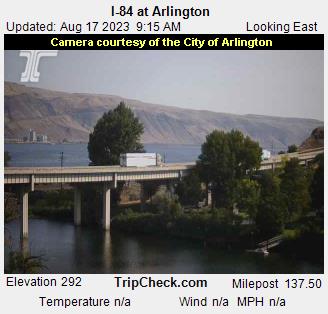 I-84 at Arlington
Updated: Aug 17 2023 9:15 AM Looking East
Camera courtesy of the City of Arlington
Elevation 292 TripCheck.com Milepost 137.50
Temperature n/a Wind n/a MPH n/a